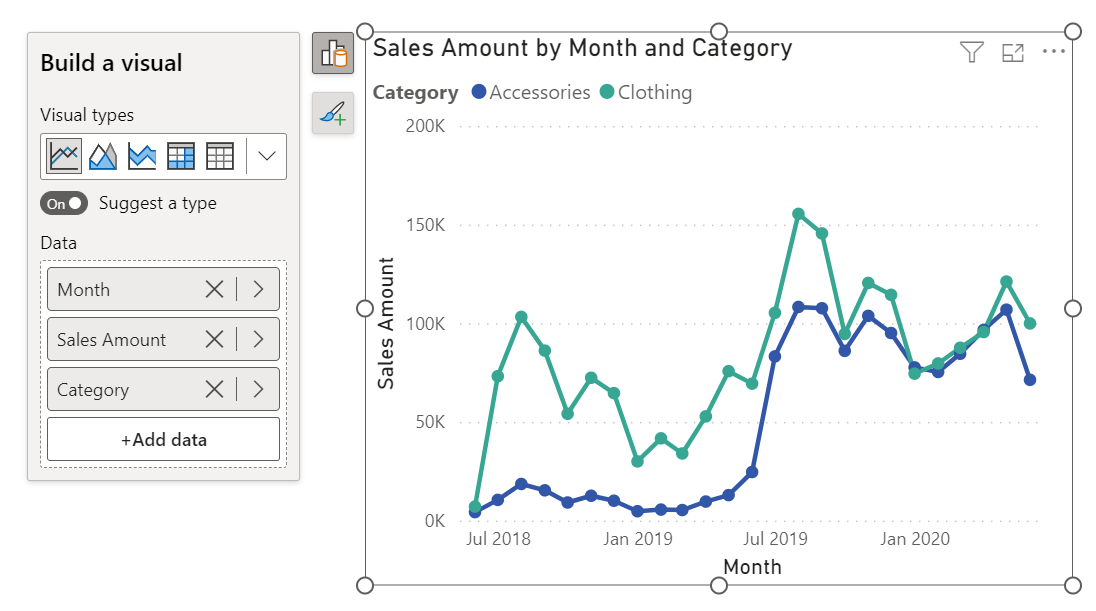 Build a visual
Visual types
On Suggest a type
Data
Month
Sales Amount
Category
+Add data
Sales Amount by Month and Category
Category Accessories Clothing
200K
150K
100K
50K
0K
Sales Amount
Jul 2018 Jan 2019 Jul 2019 Jan 2020
Month